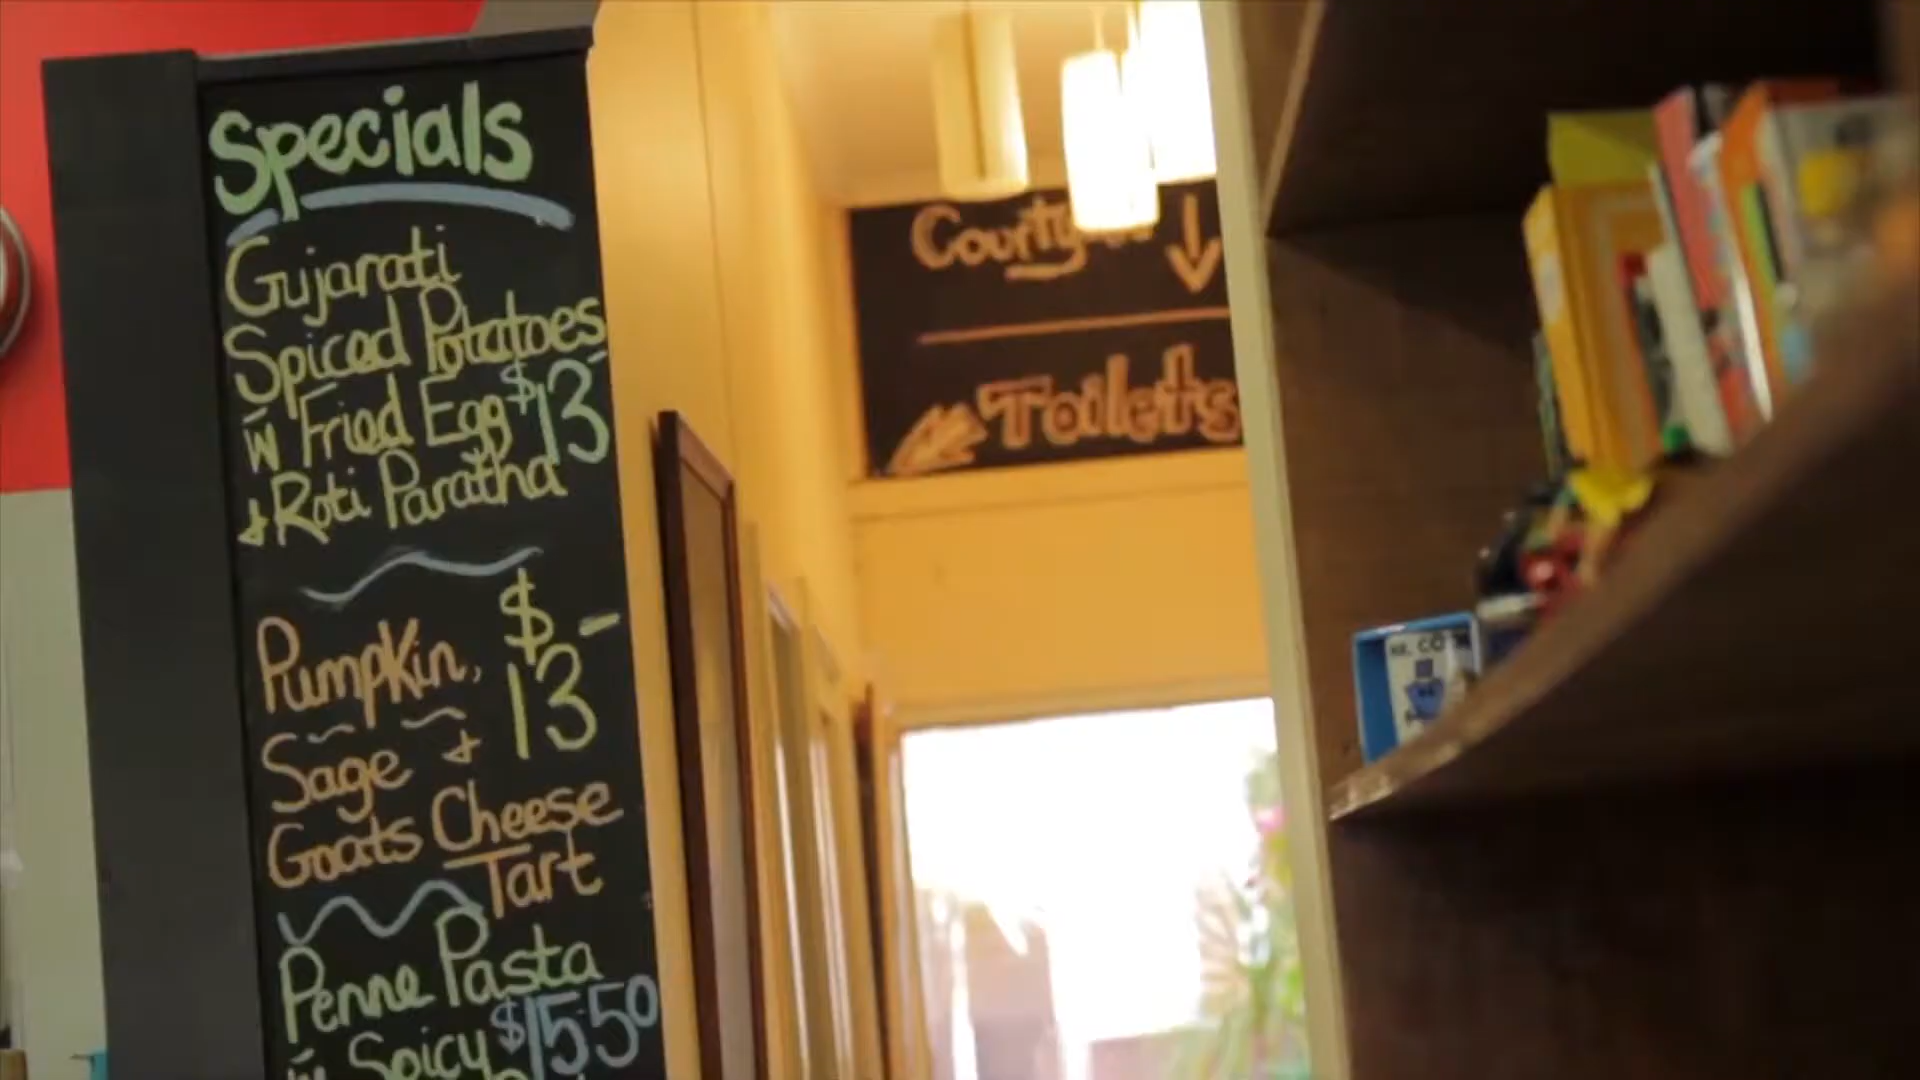 Specials
Gujarati
Spiced Potatoes
w Fried Egg $13-
+ Roti Paratha
Pumpkin, $13-
Sage +
Goats Cheese
Tart
Penne Pasta
w Spicy $15.50
Toilets